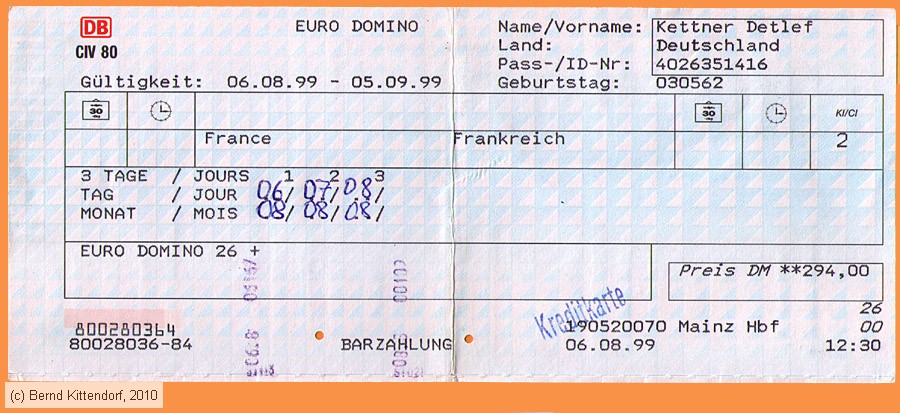 DB EURO DOMINO Name/Vorname: Kettner Detlef
CIV 80 Land: Deutschland
Pass-/ID-Nr: 4026351416
Gültigkeit: 06.08.99 - 05.09.99 Geburtstag: 030562
30 30 Kl/Cl
France Frankreich 2
3 TAGE / JOURS 1 2 3
TAG / JOUR 06/ 07/ 08/
MONAT / MOIS 08/ 08/ 08/
EURO DOMINO 26 +
Preis DM **294,00
Kreditkarte
26
800280364 190520070 Mainz Hbf 00
80028036-84 BARZAHLUNG 06.08.99 12:30
(c) Bernd Kittendorf, 2010